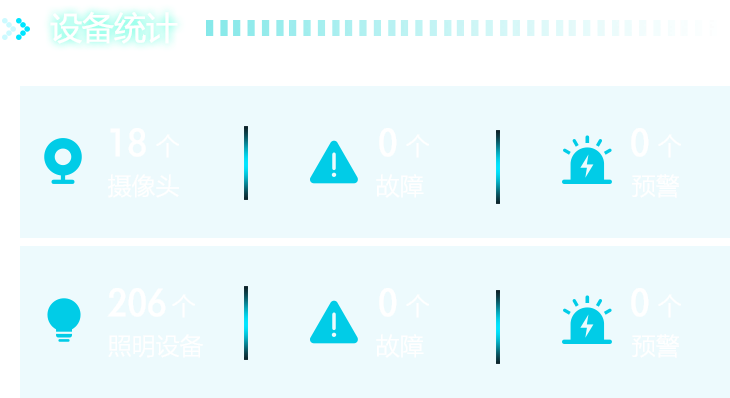 设备统计
18 个 0 个 0 个
摄像头 故障 预警
206 个 0 个 0 个
照明设备 故障 预警